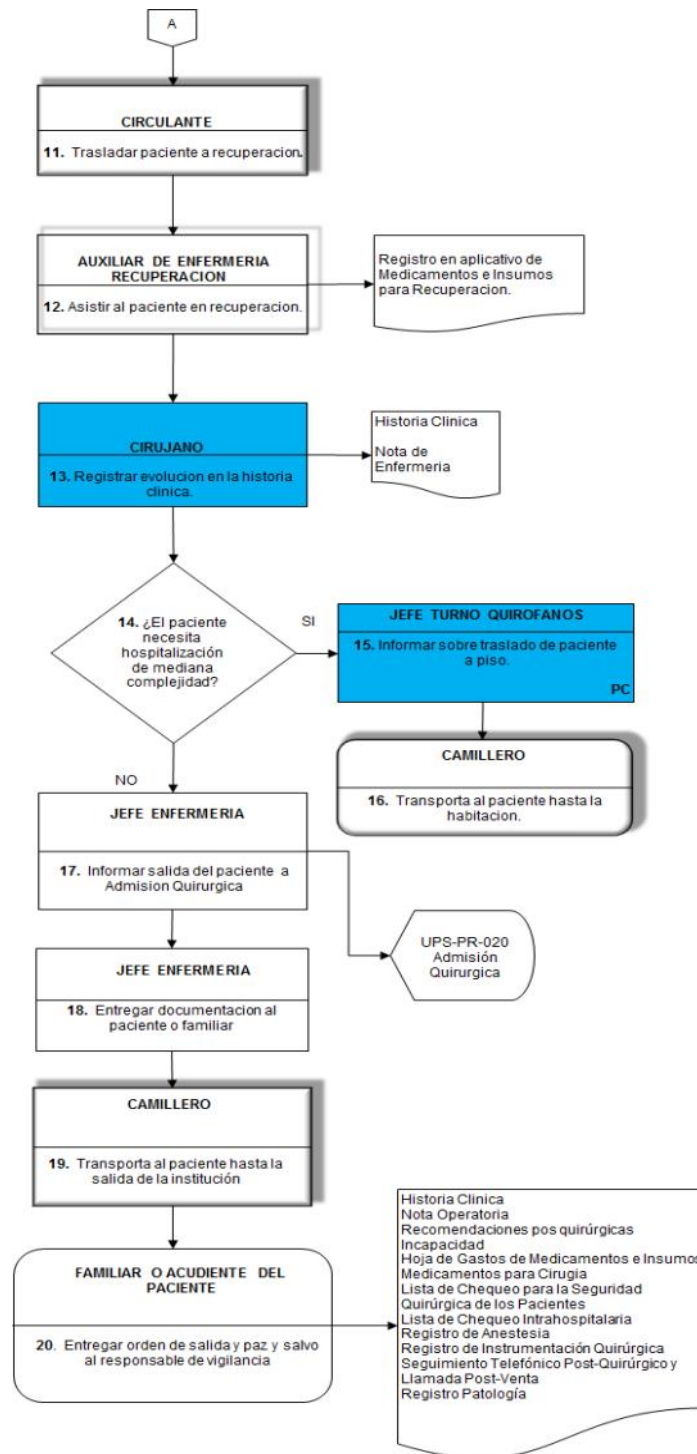 A
CIRCULANTE
11. Trasladar paciente a recuperacion.
AUXILIAR DE ENFERMERIA
RECUPERACION
12. Asistir al paciente en recuperacion.
Registro en aplicativo de
Medicamentos e Insumos
para Recuperacion.
CIRUJANO
13. Registrar evolucion en la historia
clinica.
Historia Clinica
Nota de
Enfermeria
14. ¿El paciente
necesita
hospitalización
de mediana
complejidad?
SI
JEFE TURNO QUIROFANOS
15. Informar sobre traslado de paciente
a piso.
PC
CAMILLERO
16. Transporta al paciente hasta la
habitacion.
NO
JEFE ENFERMERIA
17. Informar salida del paciente a
Admision Quirurgica
UPS-PR-020
Admisión
Quirurgica
JEFE ENFERMERIA
18. Entregar documentacion al
paciente o familiar
CAMILLERO
19. Transporta al paciente hasta la
salida de la institución
FAMILIAR O ACUDIENTE DEL
PACIENTE
20. Entregar orden de salida y paz y salvo
al responsable de vigilancia
Historia Clinica
Nota Operatoria
Recomendaciones pos quirúrgicas
Incapacidad
Hoja de Gastos de Medicamentos e Insumos
Medicamentos para Cirugia
Lista de Chequeo para la Seguridad
Quirúrgica de los Pacientes
Lista de Chequeo Intrahospitalaria
Registro de Anestesia
Registro de Instrumentación Quirúrgica
Seguimiento Telefónico Post-Quirúrgico y
Llamada Post-Venta
Registro Patología